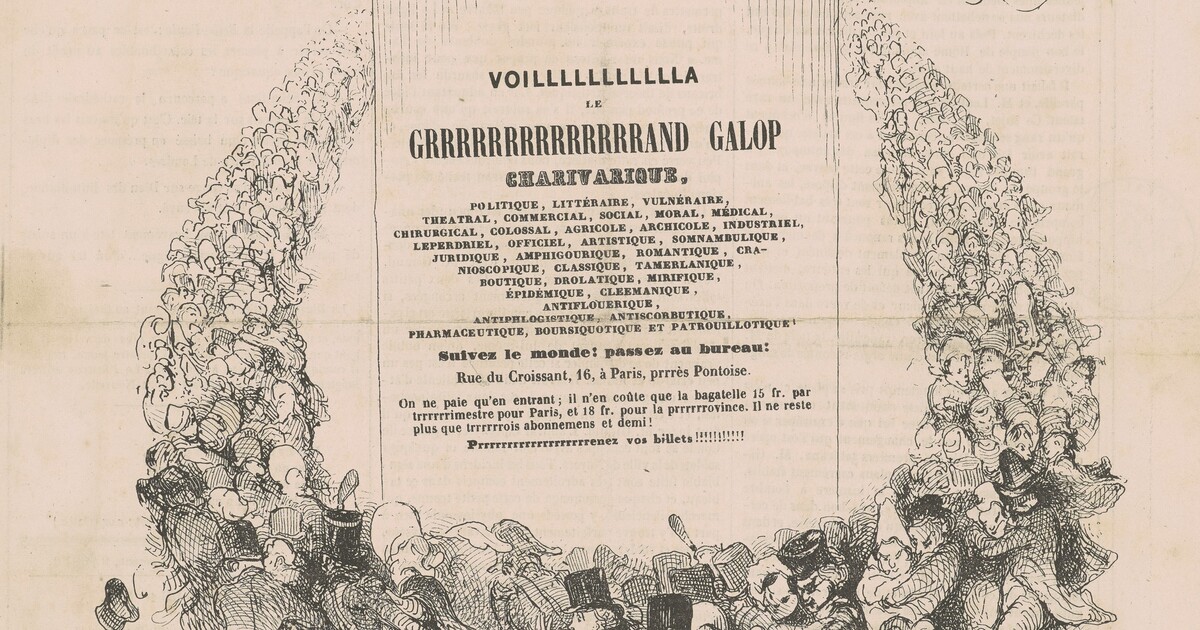 VOILLLLLLLLLLLA
LE
GRRRRRRRRRRRRRRRAND GALOP
CHARIVARIQUE,
POLITIQUE, LITTÉRAIRE, VULNÉRAIRE,
THEATRAL, COMMERCIAL, SOCIAL, MORAL, MÉDICAL,
CHIRURGICAL, COLOSSAL, AGRICOLE, ARCHICOLE, INDUSTRIEL,
LEPERDRIEL, OFFICIEL, ARTISTIQUE, SOMNAMBULIQUE,
JURIDIQUE, AMPHIGOURIQUE, ROMANTIQUE, CRA-
NIOSCOPIQUE, CLASSIQUE, TAMERLANIQUE,
BOUTIQUE, DROLATIQUE, MIRIFIQUE,
ÉPIDÉMIQUE, CLEEMANIQUE,
ANTIFLOUERIQUE,
ANTIPHLOGISTIQUE, ANTISCORBUTIQUE,
PHARMACEUTIQUE, BOURSIQUOTIQUE ET PATROUILLOTIQUE!
Suivez le monde! passez au bureau!
Rue du Croissant, 16, à Paris, prrrès Pontoise.
On ne paie qu'en entrant; il n'en coûte que la bagatelle 15 fr. par
trrrrrrimestre pour Paris, et 18 fr. pour la prrrrrrovince. Il ne reste
plus que trrrrrrois abonnemens et demi!
Prrrrrrrrrrrrrrrrrrrenez vos billets!!!!!!!!!!!